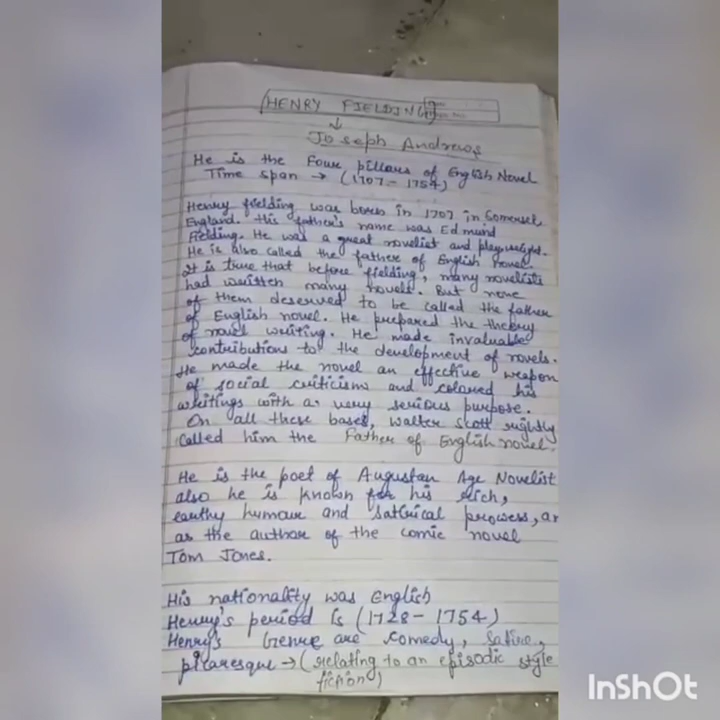 HENRY FIELDING
↓
Joseph Andrews
He is the Four pillars of English Novel
Time span → (1707 - 1754)
Henry fielding was born in 1707 in Somerset
England. His father's name was Edmund
Fielding. He was a great novelist and playwright.
He is also called the father of English Novel.
It is true that before fielding, many novelists
had written many novels. But none
of them deserved to be called the father
of English novel. He prepared the theory
of novel writing. He made invaluable
contributions to the development of novels.
He made the novel an effective weapon
of social criticism and colored his
writings with a very serious purpose.
On all these bases, Walter Scott rightly
called him the Father of English novel.
He is the poet of Augustan Age Novelist
also he is known for his rich,
earthy humour and satirical prowess,
as the author of the comic novel
Tom Jones.
His nationality was English
Henry's period is (1728 - 1754)
Henry's Genre are comedy, satire,
picaresque → (relating to an episodic style
fiction)
InShOt